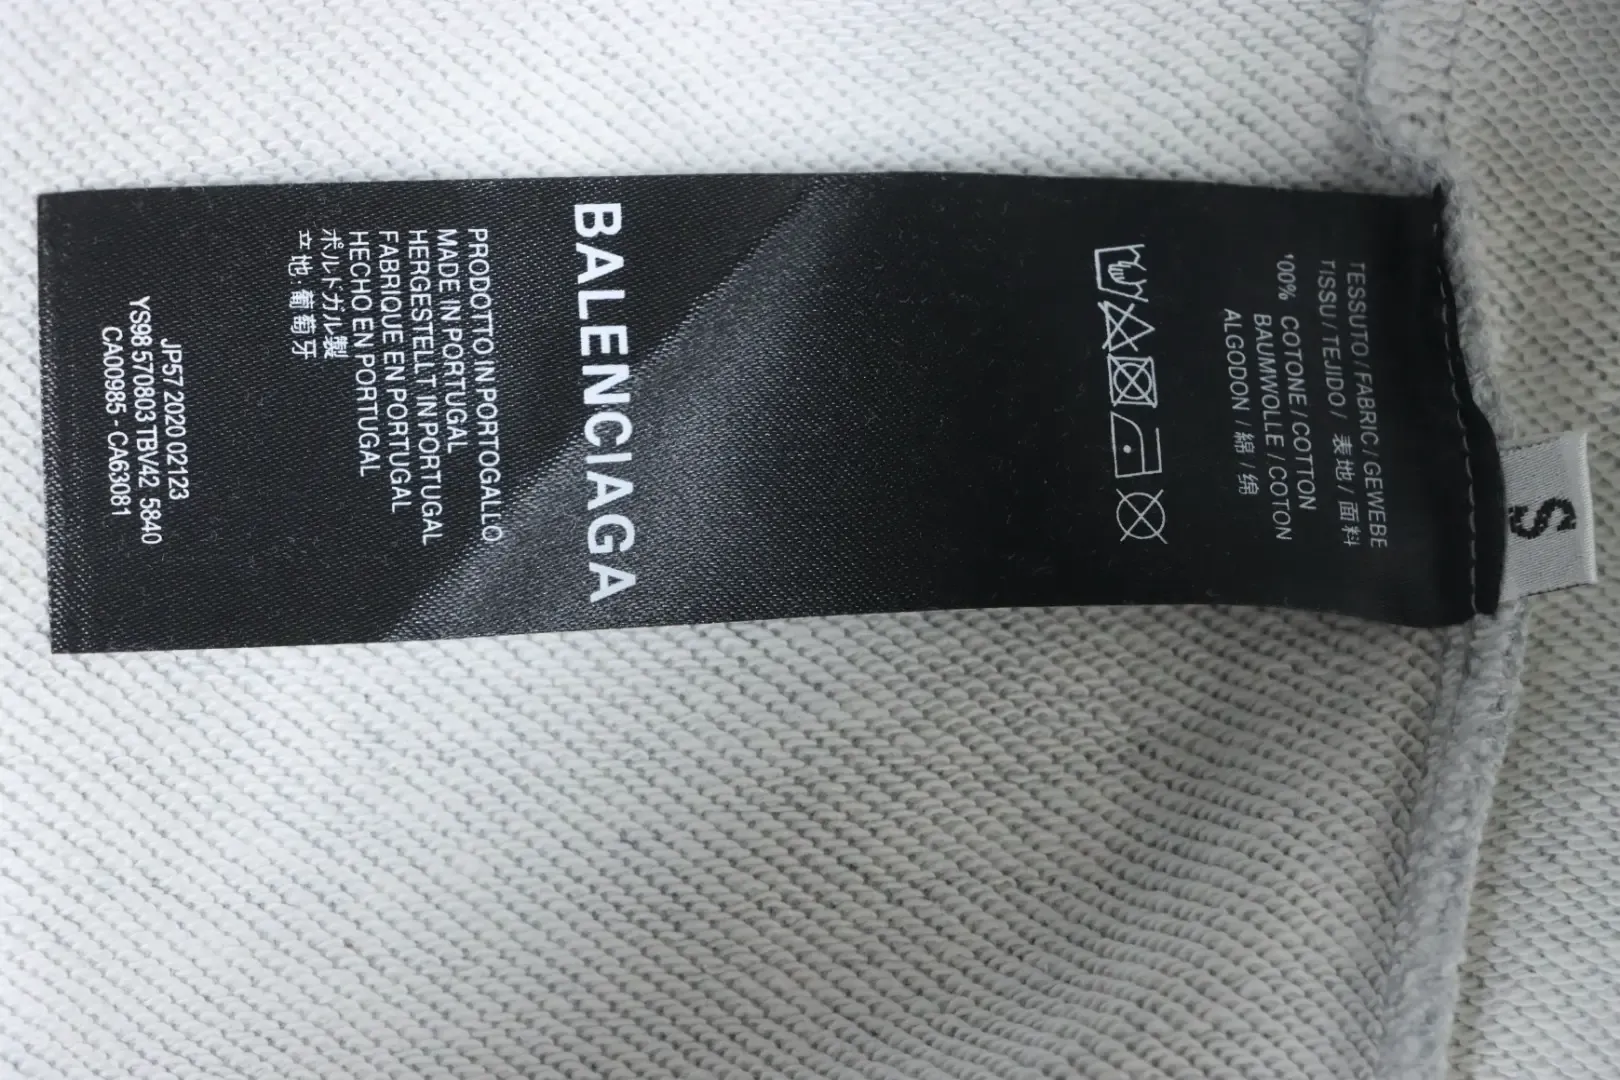 TESSUTO / FABRIC / GEWEBE
TISSU / TEJIDO / 表地 / 面料
100% COTONE / COTTON
BAUMWOLLE / COTON
ALGODON / 綿 / 绵
BALENCIAGA
PRODOTTO IN PORTOGALLO
MADE IN PORTUGAL
HERGESTELLT IN PORTUGAL
FABRIQUE EN PORTUGAL
HECHO EN PORTUGAL
ポルトガル製
立地葡萄牙
JP57 2020 02123
YS98 570803 TBV42 5840
CA00985 - CA63081
S